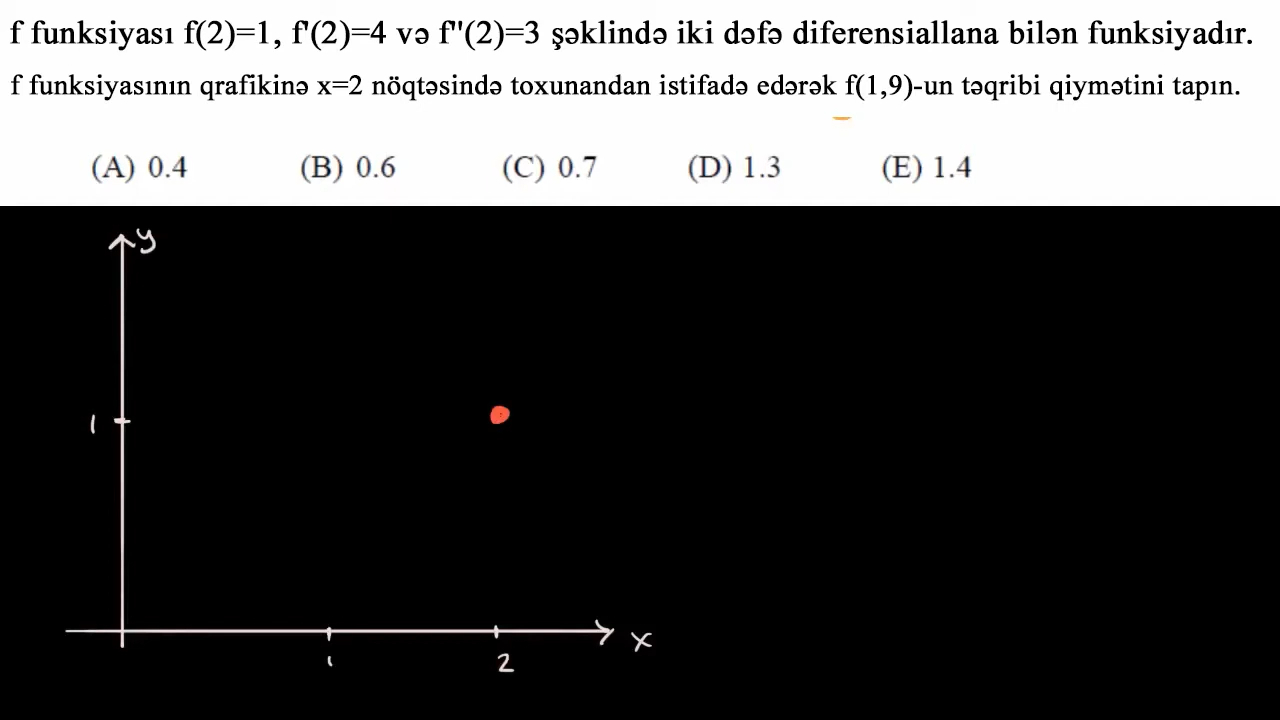 f funksiyası f(2)=1, f'(2)=4 və f"(2)=3 şəklində iki dəfə diferensiallana bilən funksiyadır.
f funksiyasının qrafikinə x=2 nöqtəsində toxunandan istifadə edərək f(1,9)-un təqribi qiymətini tapın.
(A) 0.4 (B) 0.6 (C) 0.7 (D) 1.3 (E) 1.4
y
1
x
1 2